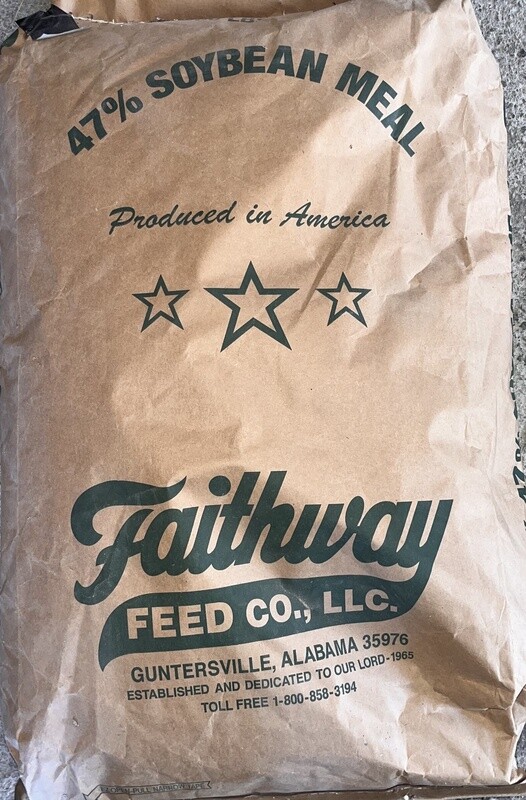 47% SOYBEAN MEAL
Produced in America
Faithway
FEED CO., LLC.
GUNTERSVILLE, ALABAMA 35976
ESTABLISHED AND DEDICATED TO OUR LORD-1965
TOLL FREE 1-800-858-3194